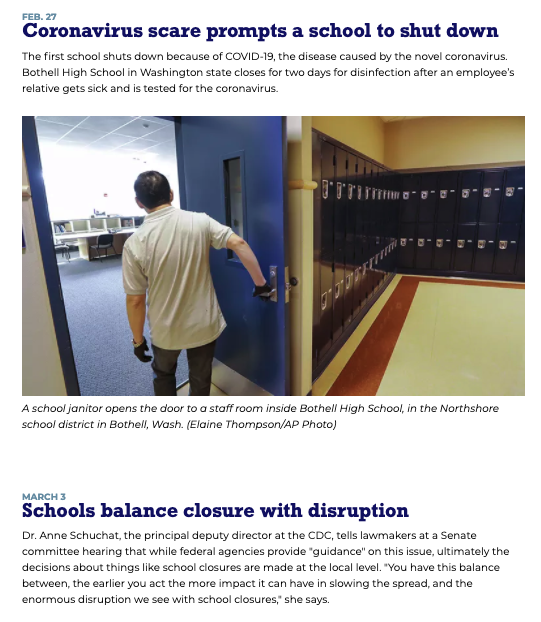 FEB. 27
Coronavirus scare prompts a school to shut down
The first school shuts down because of COVID-19, the disease caused by the novel coronavirus.
Bothell High School in Washington state closes for two days for disinfection after an employee's
relative gets sick and is tested for the coronavirus.
A school janitor opens the door to a staff room inside Bothell High School, in the Northshore
school district in Bothell, Wash. (Elaine Thompson/AP Photo)
MARCH 3
Schools balance closure with disruption
Dr. Anne Schuchat, the principal deputy director at the CDC, tells lawmakers at a Senate
committee hearing that while federal agencies provide "guidance" on this issue, ultimately the
decisions about things like school closures are made at the local level. "You have this balance
between, the earlier you act the more impact it can have in slowing the spread, and the
enormous disruption we see with school closures," she says.